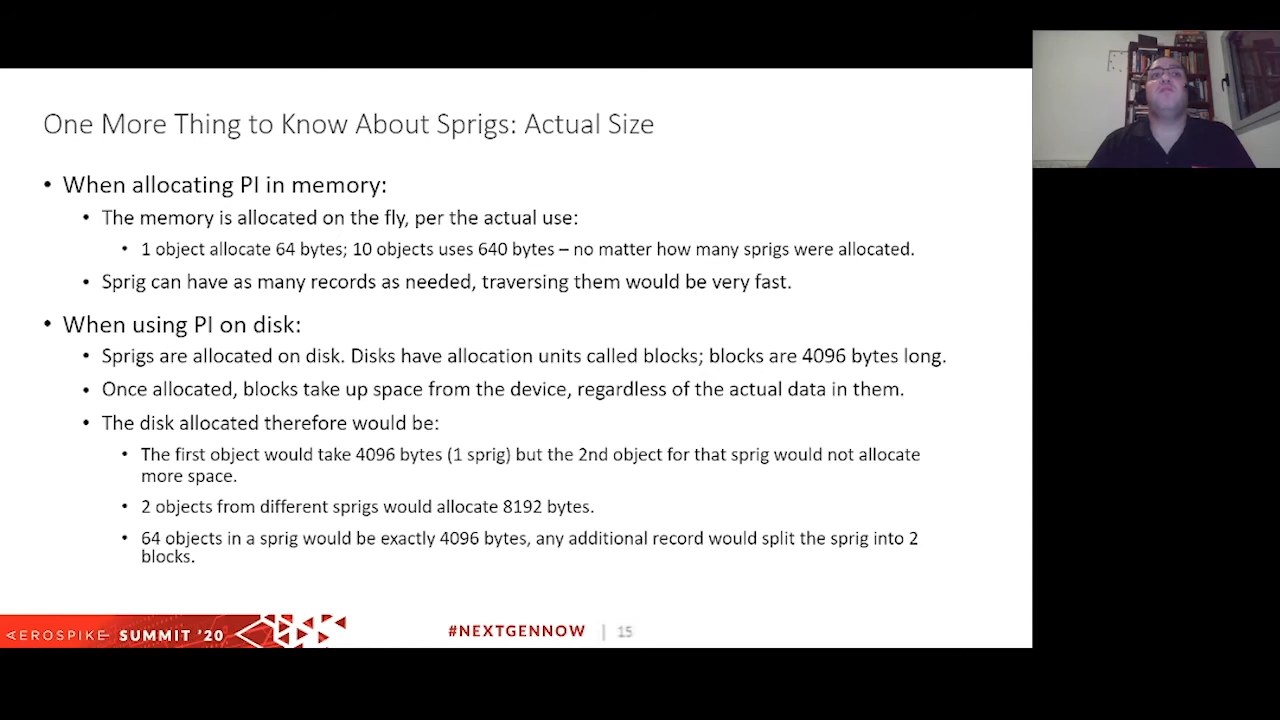 One More Thing to Know About Sprigs: Actual Size
• When allocating PI in memory:
• The memory is allocated on the fly, per the actual use:
• 1 object allocate 64 bytes; 10 objects uses 640 bytes – no matter how many sprigs were allocated.
• Sprig can have as many records as needed, traversing them would be very fast.
• When using PI on disk:
• Sprigs are allocated on disk. Disks have allocation units called blocks; blocks are 4096 bytes long.
• Once allocated, blocks take up space from the device, regardless of the actual data in them.
• The disk allocated therefore would be:
• The first object would take 4096 bytes (1 sprig) but the 2nd object for that sprig would not allocate
more space.
• 2 objects from different sprigs would allocate 8192 bytes.
• 64 objects in a sprig would be exactly 4096 bytes, any additional record would split the sprig into 2
blocks.
AEROSPIKE SUMMIT '20
#NEXTGENNOW | 15